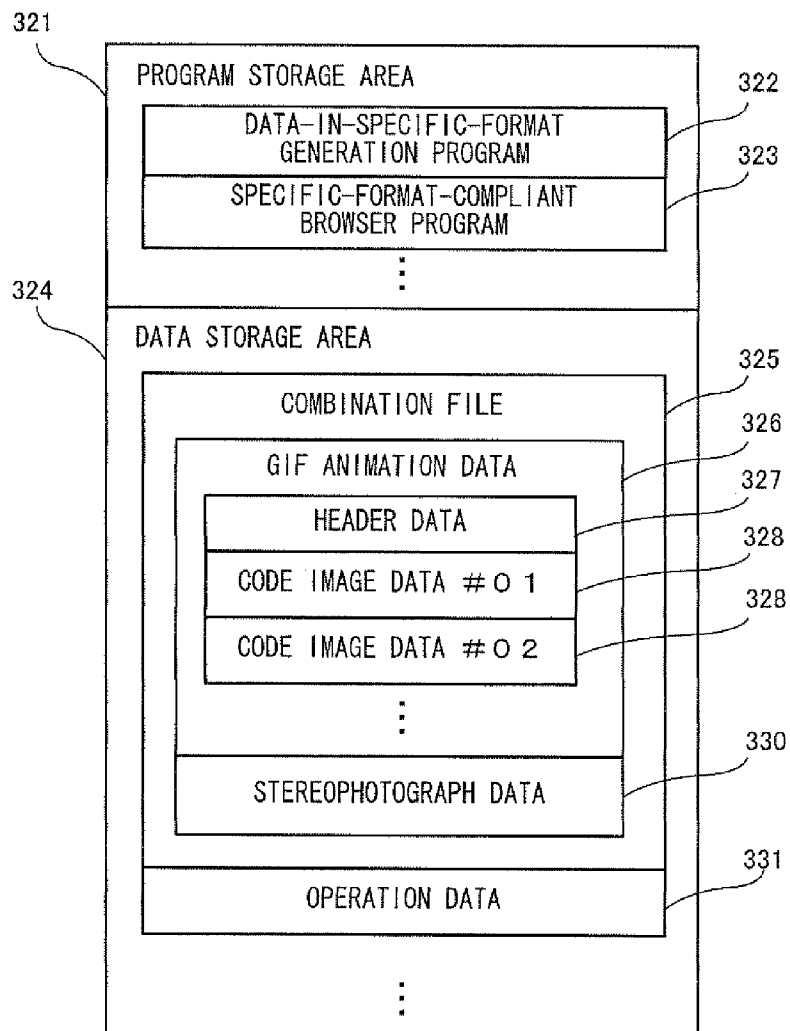 321
PROGRAM STORAGE AREA
322
DATA-IN-SPECIFIC-FORMAT
GENERATION PROGRAM
323
SPECIFIC-FORMAT-COMPLIANT
BROWSER PROGRAM
324
DATA STORAGE AREA
325
COMBINATION FILE
326
GIF ANIMATION DATA
327
HEADER DATA
328
CODE IMAGE DATA #01
328
CODE IMAGE DATA #02
330
STEREOPHOTOGRAPH DATA
331
OPERATION DATA